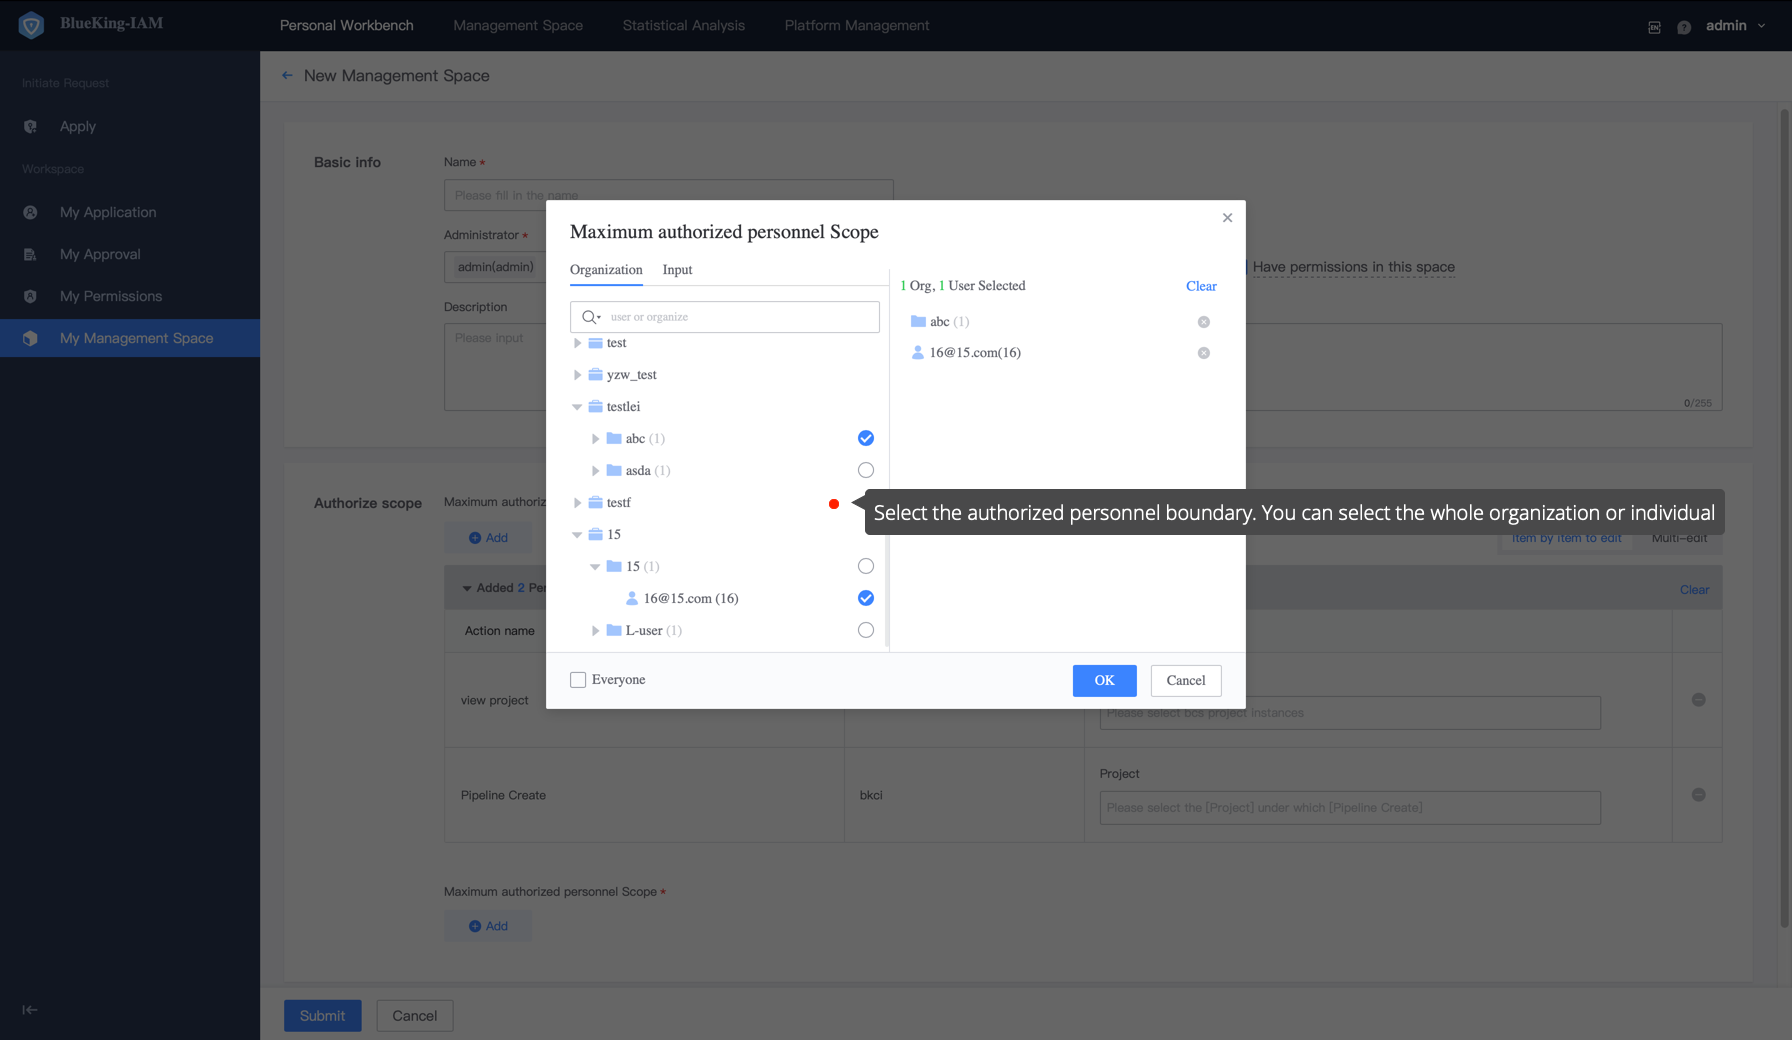 BlueKing-IAM
Personal Workbench
Management Space
Statistical Analysis
Platform Management
EN
?
admin
Initiate Request
Apply
Workspace
My Application
My Approval
My Permissions
My Management Space
New Management Space
Basic info
Name *
Please fill in the name
Administrator *
admin(admin)
Have permissions in this space
Description
Please input
0/255
Authorize scope
Maximum authoriz
Add
Item by item to edit
Multi-edit
Added 2 Per
Clear
Action name
view project
Please select bcs project instances
Pipeline Create
bkci
Project
Please select the [Project] under which [Pipeline Create]
Maximum authorized personnel Scope *
Add
Submit
Cancel
Maximum authorized personnel Scope
Organization
Input
user or organize
test
yzw_test
testlei
abc (1)
asda (1)
testf
15
15 (1)
16@15.com (16)
L-user (1)
1 Org, 1 User Selected
Clear
abc (1)
16@15.com(16)
Everyone
OK
Cancel
Select the authorized personnel boundary. You can select the whole organization or individual